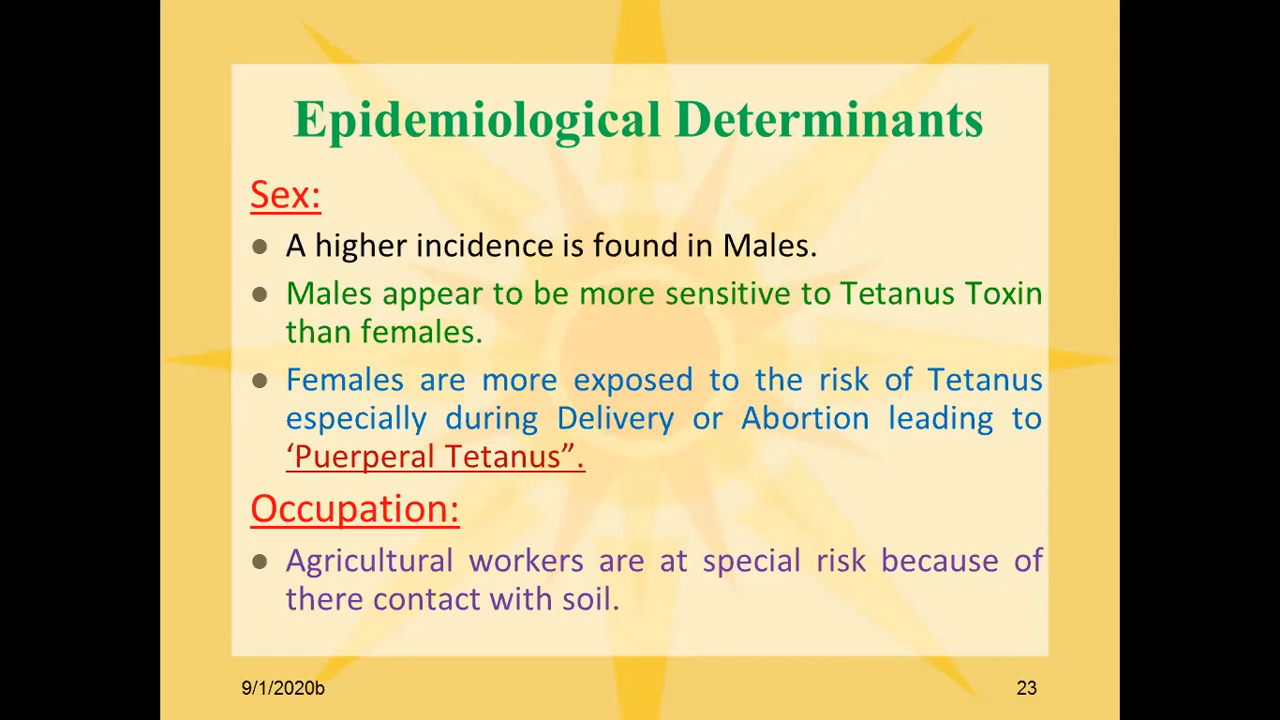 Epidemiological Determinants
Sex:
● A higher incidence is found in Males.
● Males appear to be more sensitive to Tetanus Toxin
than females.
● Females are more exposed to the risk of Tetanus
especially during Delivery or Abortion leading to
‘Puerperal Tetanus”.
Occupation:
● Agricultural workers are at special risk because of
there contact with soil.
9/1/2020b
23